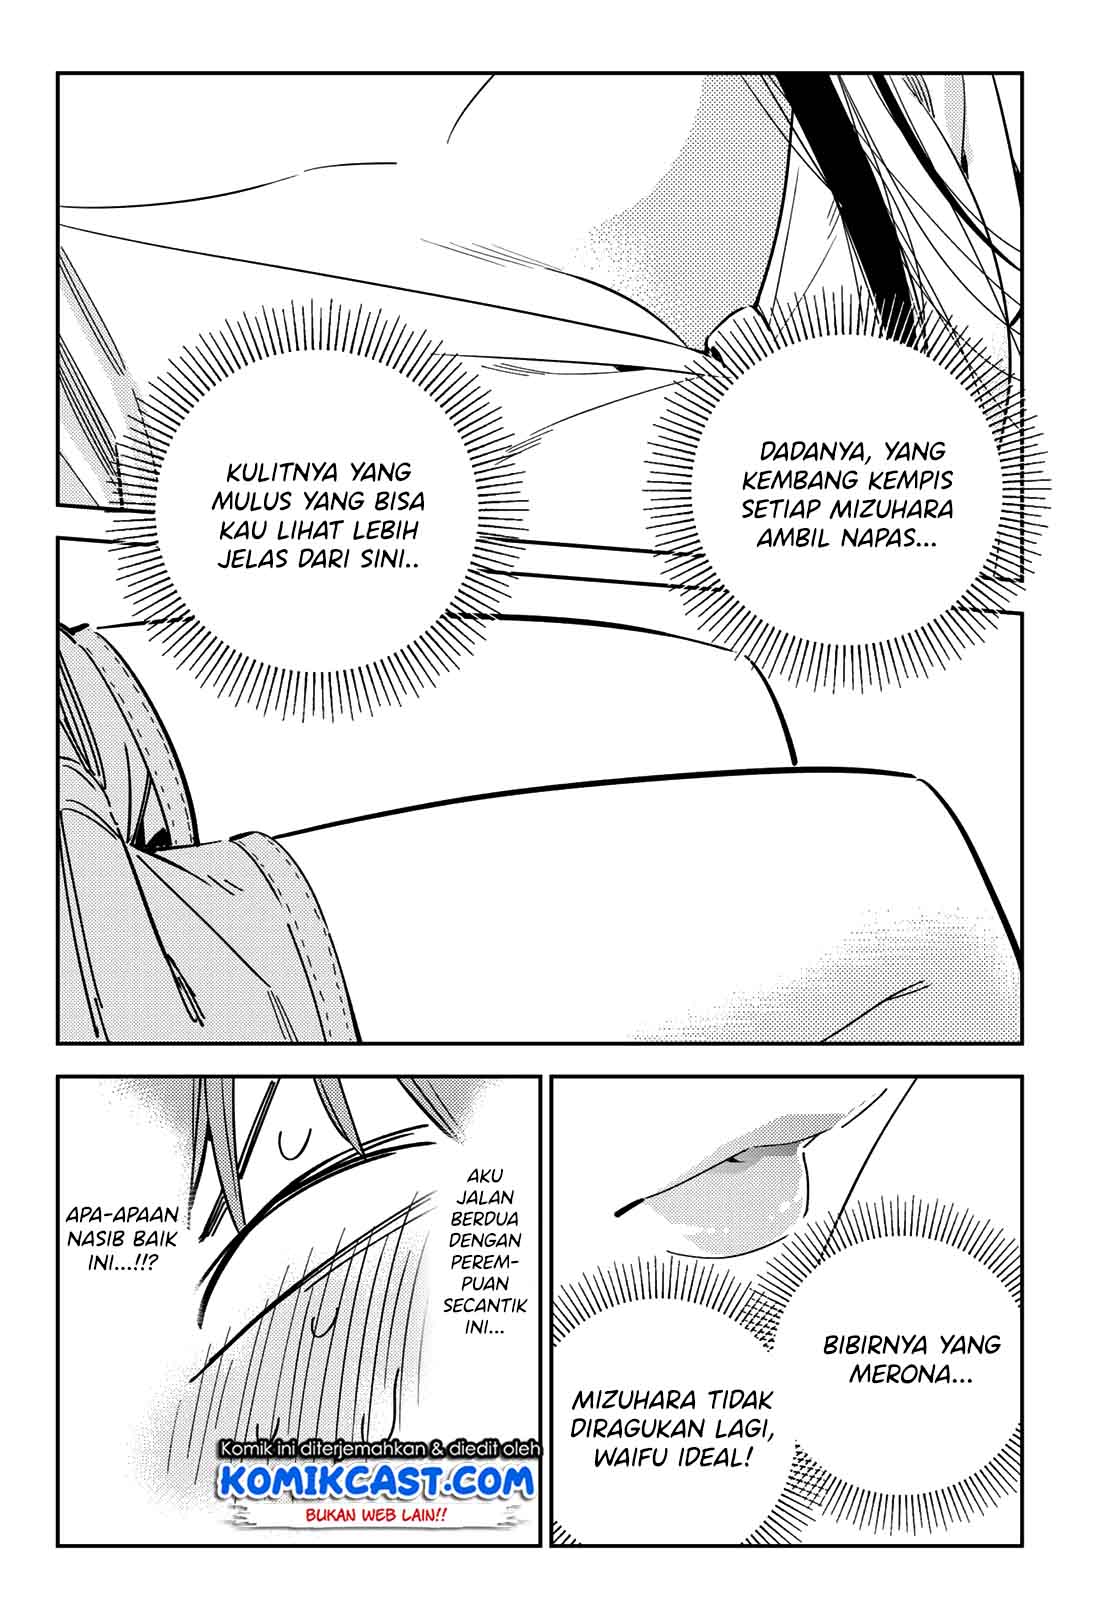 DADANYA, YANG
KEMBANG KEMPIS
SETIAP MIZUHARA
AMBIL NAPAS...
KULITNYA YANG
MULUS YANG BISA
KAU LIHAT LEBIH
JELAS DARI SINI..
BIBIRNYA YANG
MERONA...
MIZUHARA TIDAK
DIRAGUKAN LAGI,
WAIFU IDEAL!
AKU
JALAN
BERDUA
DENGAN
PEREM-
PUAN
SECANTIK
INI...
APA-APAAN
NASIB BAIK
INI...!!?
Komik ini diterjemahkan & diedit oleh
KOMIKCAST.COM
BUKAN WEB LAIN!!